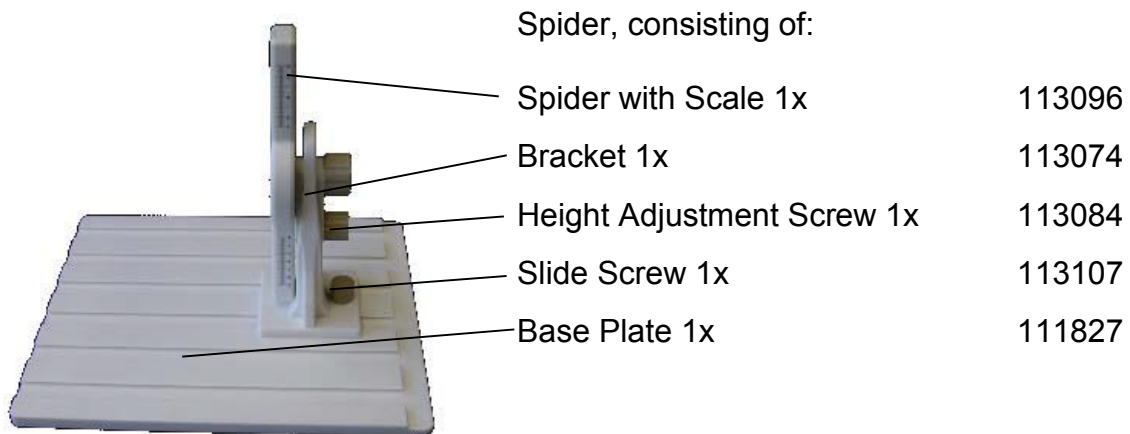 Spider, consisting of:
Spider with Scale 1x 113096
Bracket 1x 113074
Height Adjustment Screw 1x 113084
Slide Screw 1x 113107
Base Plate 1x 111827